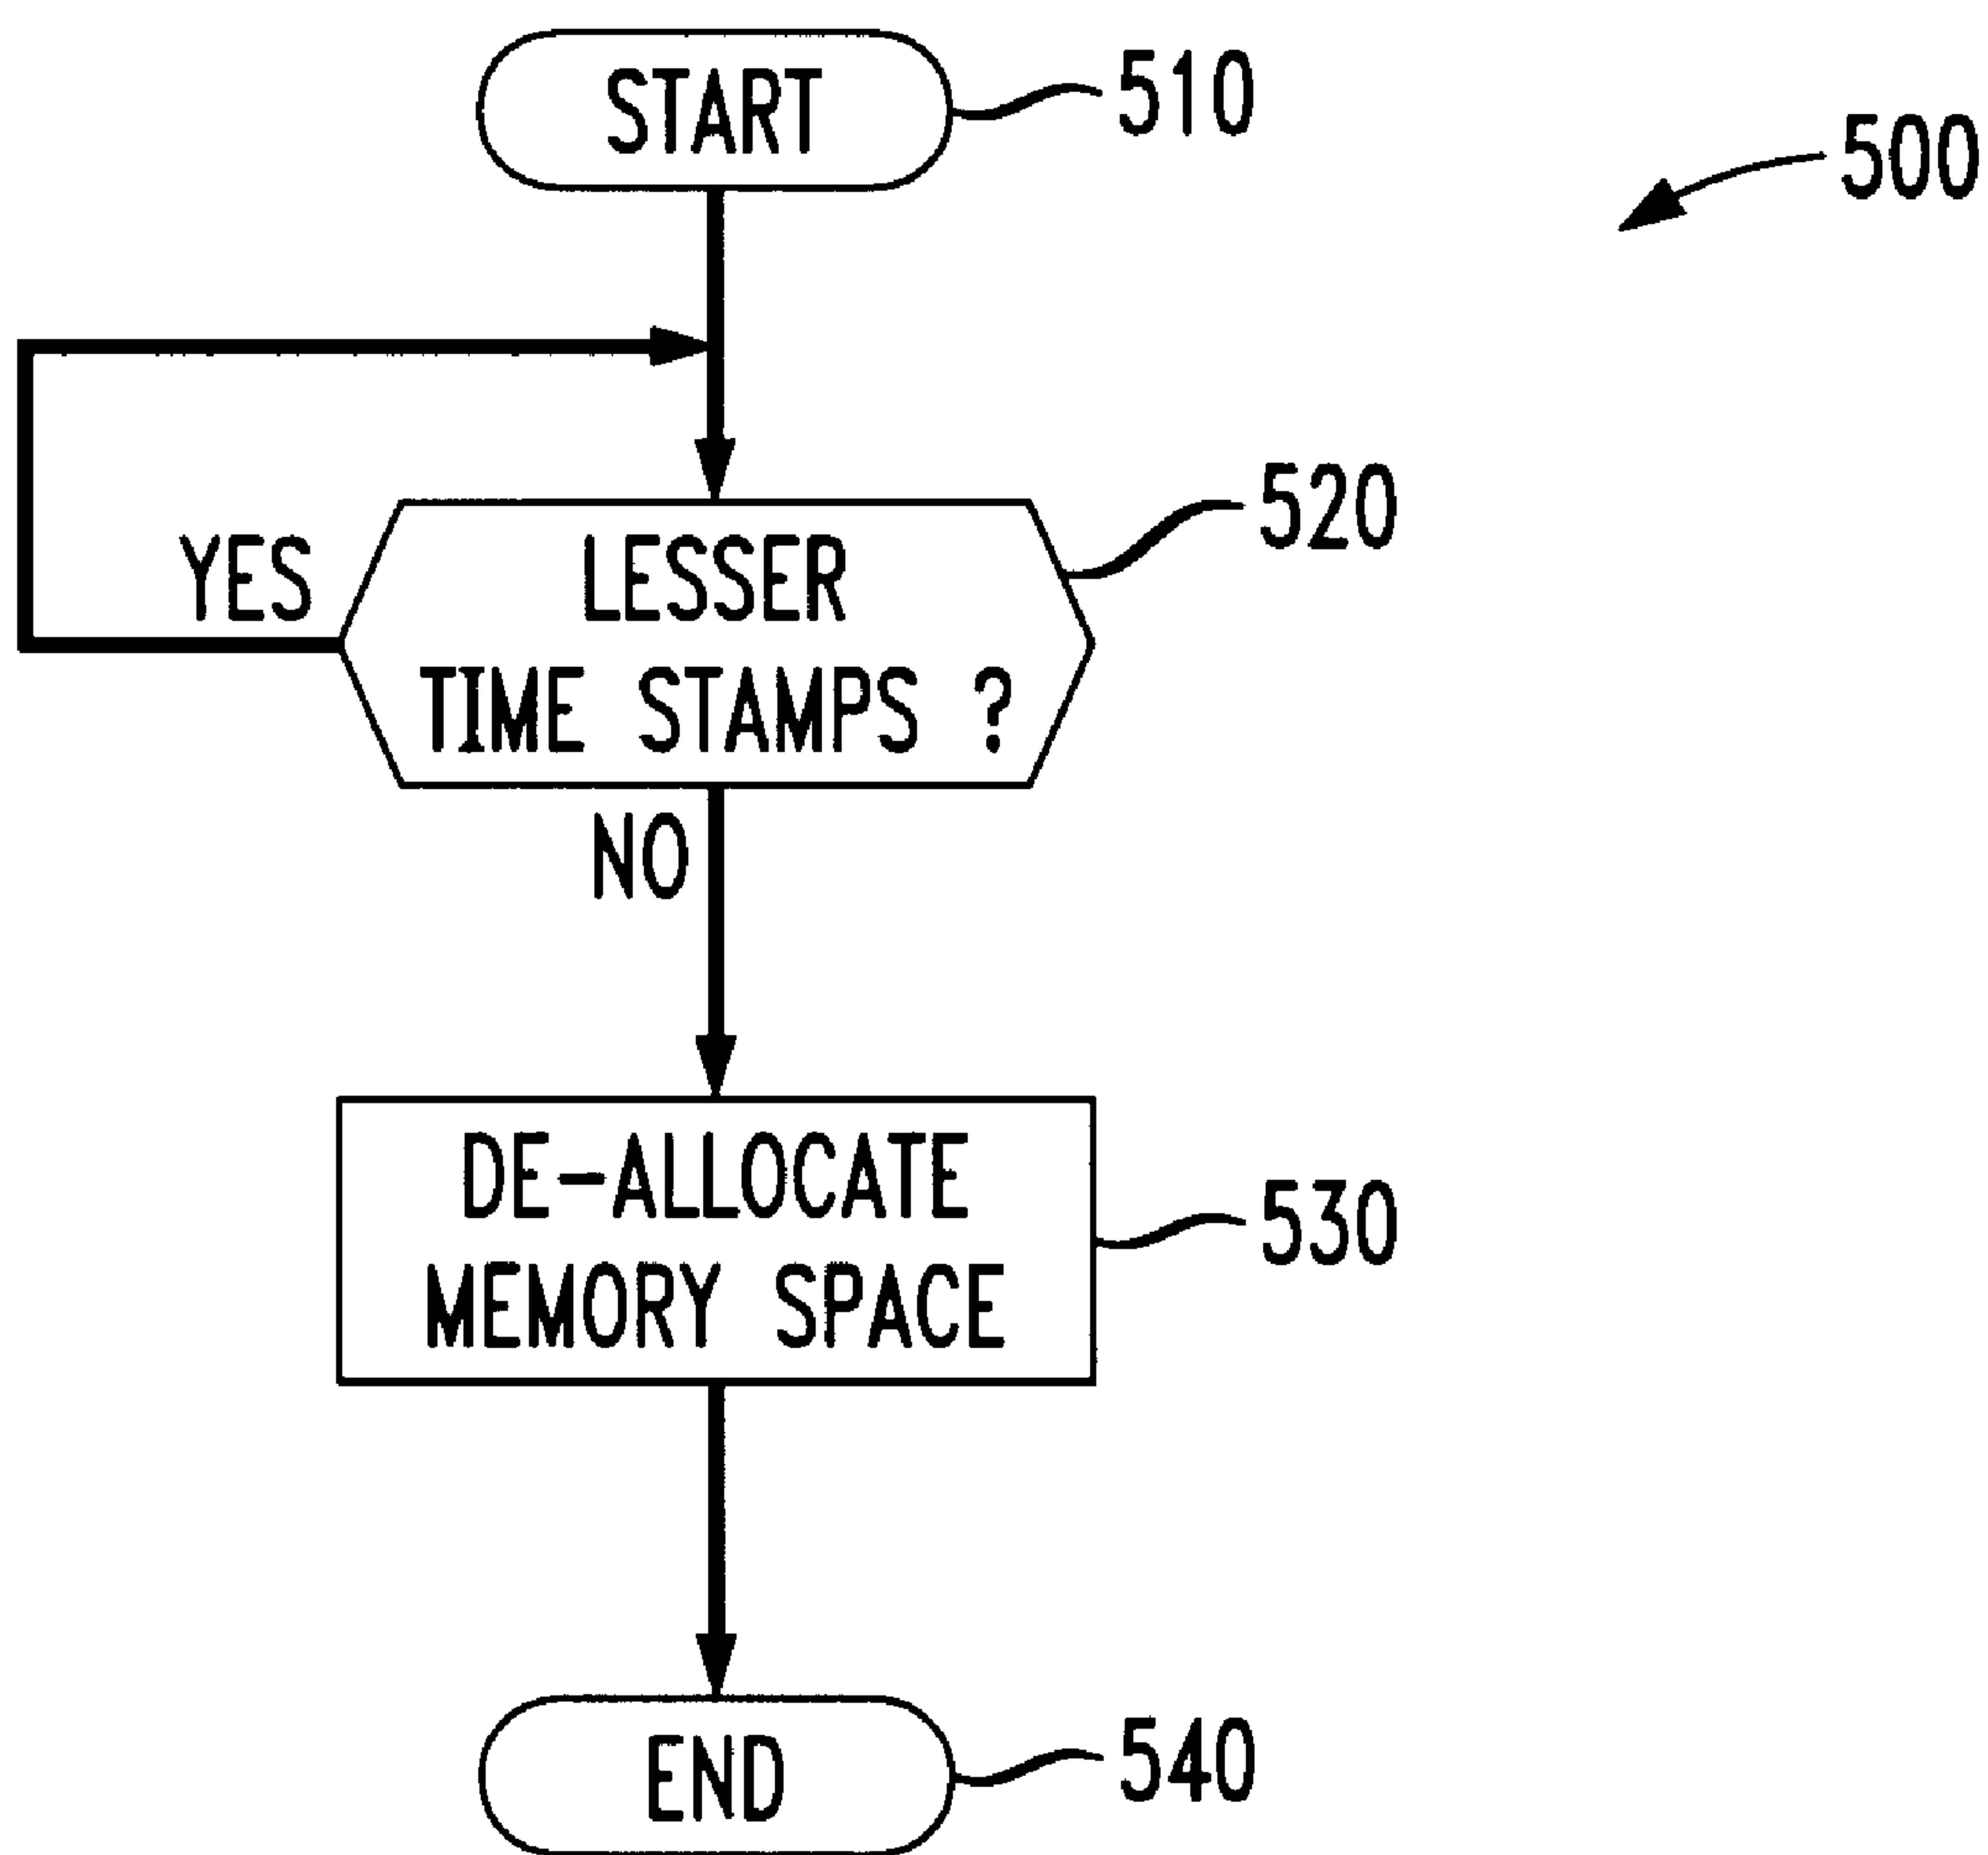 START
510
500
YES
LESSER
TIME STAMPS ?
520
NO
DE-ALLOCATE
MEMORY SPACE
530
END
540